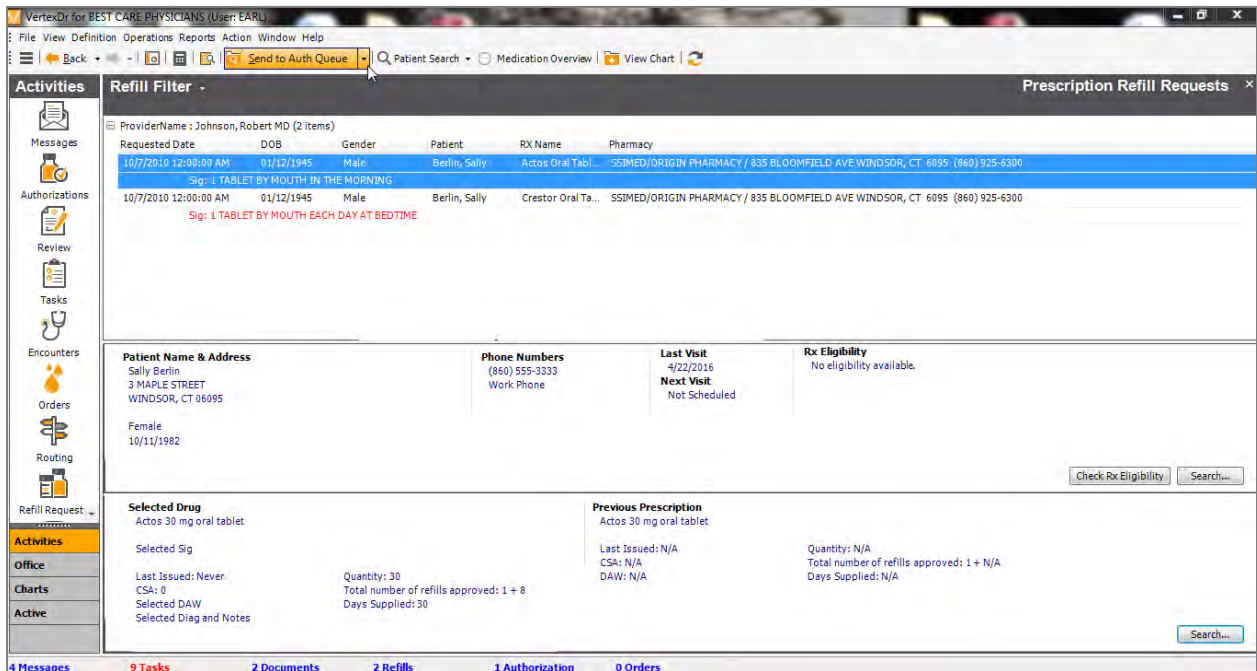 VertexDr for BEST CARE PHYSICIANS (User: EARL)
File View Definition Operations Reports Action Window Help
Back Send to Auth Queue Patient Search Medication Overview View Chart
Activities Refill Filter Prescription Refill Requests ×
Messages
Authorizations
Review
Tasks
Encounters
Orders
Routing
Refill Request
Activities
Office
Charts
Active
ProviderName : Johnson, Robert MD (2 items)
Requested Date DOB Gender Patient RX Name Pharmacy
10/7/2010 12:00:00 AM 01/12/1945 Male Berlin, Sally Actos Oral Tabl... SSIMED/ORIGIN PHARMACY / 835 BLOOMFIELD AVE WINDSOR, CT 6095 (860) 925-6300
Sig: 1 TABLET BY MOUTH IN THE MORNING
10/7/2010 12:00:00 AM 01/12/1945 Male Berlin, Sally Crestor Oral Ta... SSIMED/ORIGIN PHARMACY / 835 BLOOMFIELD AVE WINDSOR, CT 6095 (860) 925-6300
Sig: 1 TABLET BY MOUTH EACH DAY AT BEDTIME
Patient Name & Address
Sally Berlin
3 MAPLE STREET
WINDSOR, CT 06095
Female
10/11/1982
Phone Numbers
(860) 555-3333
Work Phone
Last Visit
4/22/2016
Next Visit
Not Scheduled
Rx Eligibility
No eligibility available.
Check Rx Eligibility Search...
Selected Drug
Actos 30 mg oral tablet
Selected Sig
Last Issued: Never
CSA: 0
Selected DAW
Selected Diag and Notes
Quantity: 30
Total number of refills approved: 1 + 8
Days Supplied: 30
Previous Prescription
Actos 30 mg oral tablet
Last Issued: N/A
CSA: N/A
DAW: N/A
Quantity: N/A
Total number of refills approved: 1 + N/A
Days Supplied: N/A
Search...
4 Messages 9 Tasks 2 Documents 2 Refills 1 Authorization 0 Orders